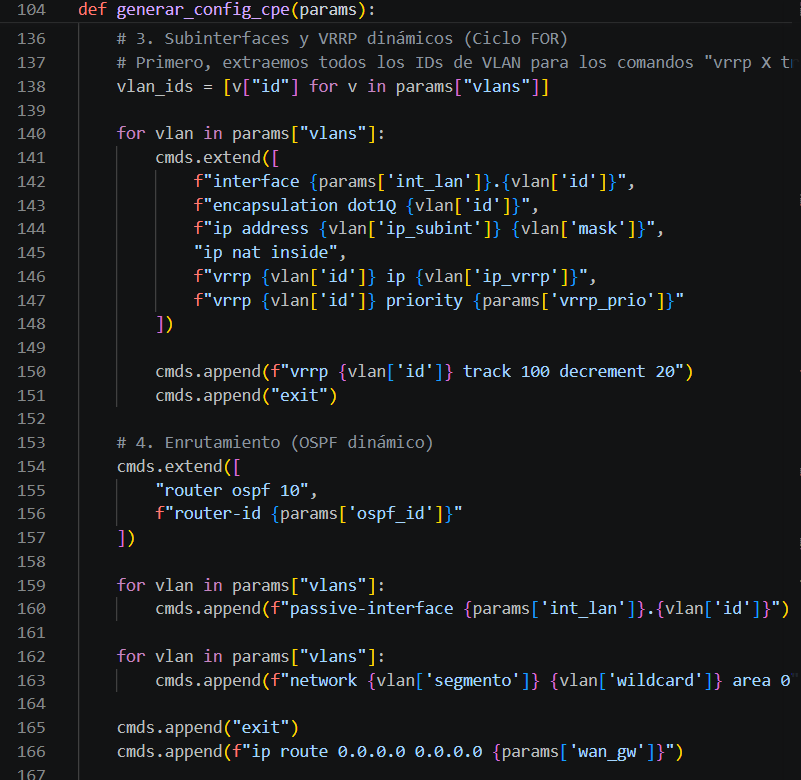 104 def generar_config_cpe(params):
136 # 3. Subinterfaces y VRRP dinámicos (Ciclo FOR)
137 # Primero, extraemos todos los IDs de VLAN para los comandos "vrrp X
138 vlan_ids = [v["id"] for v in params["vlans"]]
139
140 for vlan in params["vlans"]:
141 cmds.extend([
142 f"interface {params['int_lan']}.{vlan['id']}",
143 f"encapsulation dot1Q {vlan['id']}",
144 f"ip address {vlan['ip_subint']} {vlan['mask']}",
145 "ip nat inside",
146 f"vrrp {vlan['id']} ip {vlan['ip_vrrp']}",
147 f"vrrp {vlan['id']} priority {params['vrrp_prio']}"
148 ])
149
150 cmds.append(f"vrrp {vlan['id']} track 100 decrement 20")
151 cmds.append("exit")
152
153 # 4. Enrutamiento (OSPF dinámico)
154 cmds.extend([
155 "router ospf 10",
156 f"router-id {params['ospf_id']}"
157 ])
158
159 for vlan in params["vlans"]:
160 cmds.append(f"passive-interface {params['int_lan']}.{vlan['id']}")
161
162 for vlan in params["vlans"]:
163 cmds.append(f"network {vlan['segmento']} {vlan['wildcard']} area 0
164
165 cmds.append("exit")
166 cmds.append(f"ip route 0.0.0.0 0.0.0.0 {params['wan_gw']}")
167